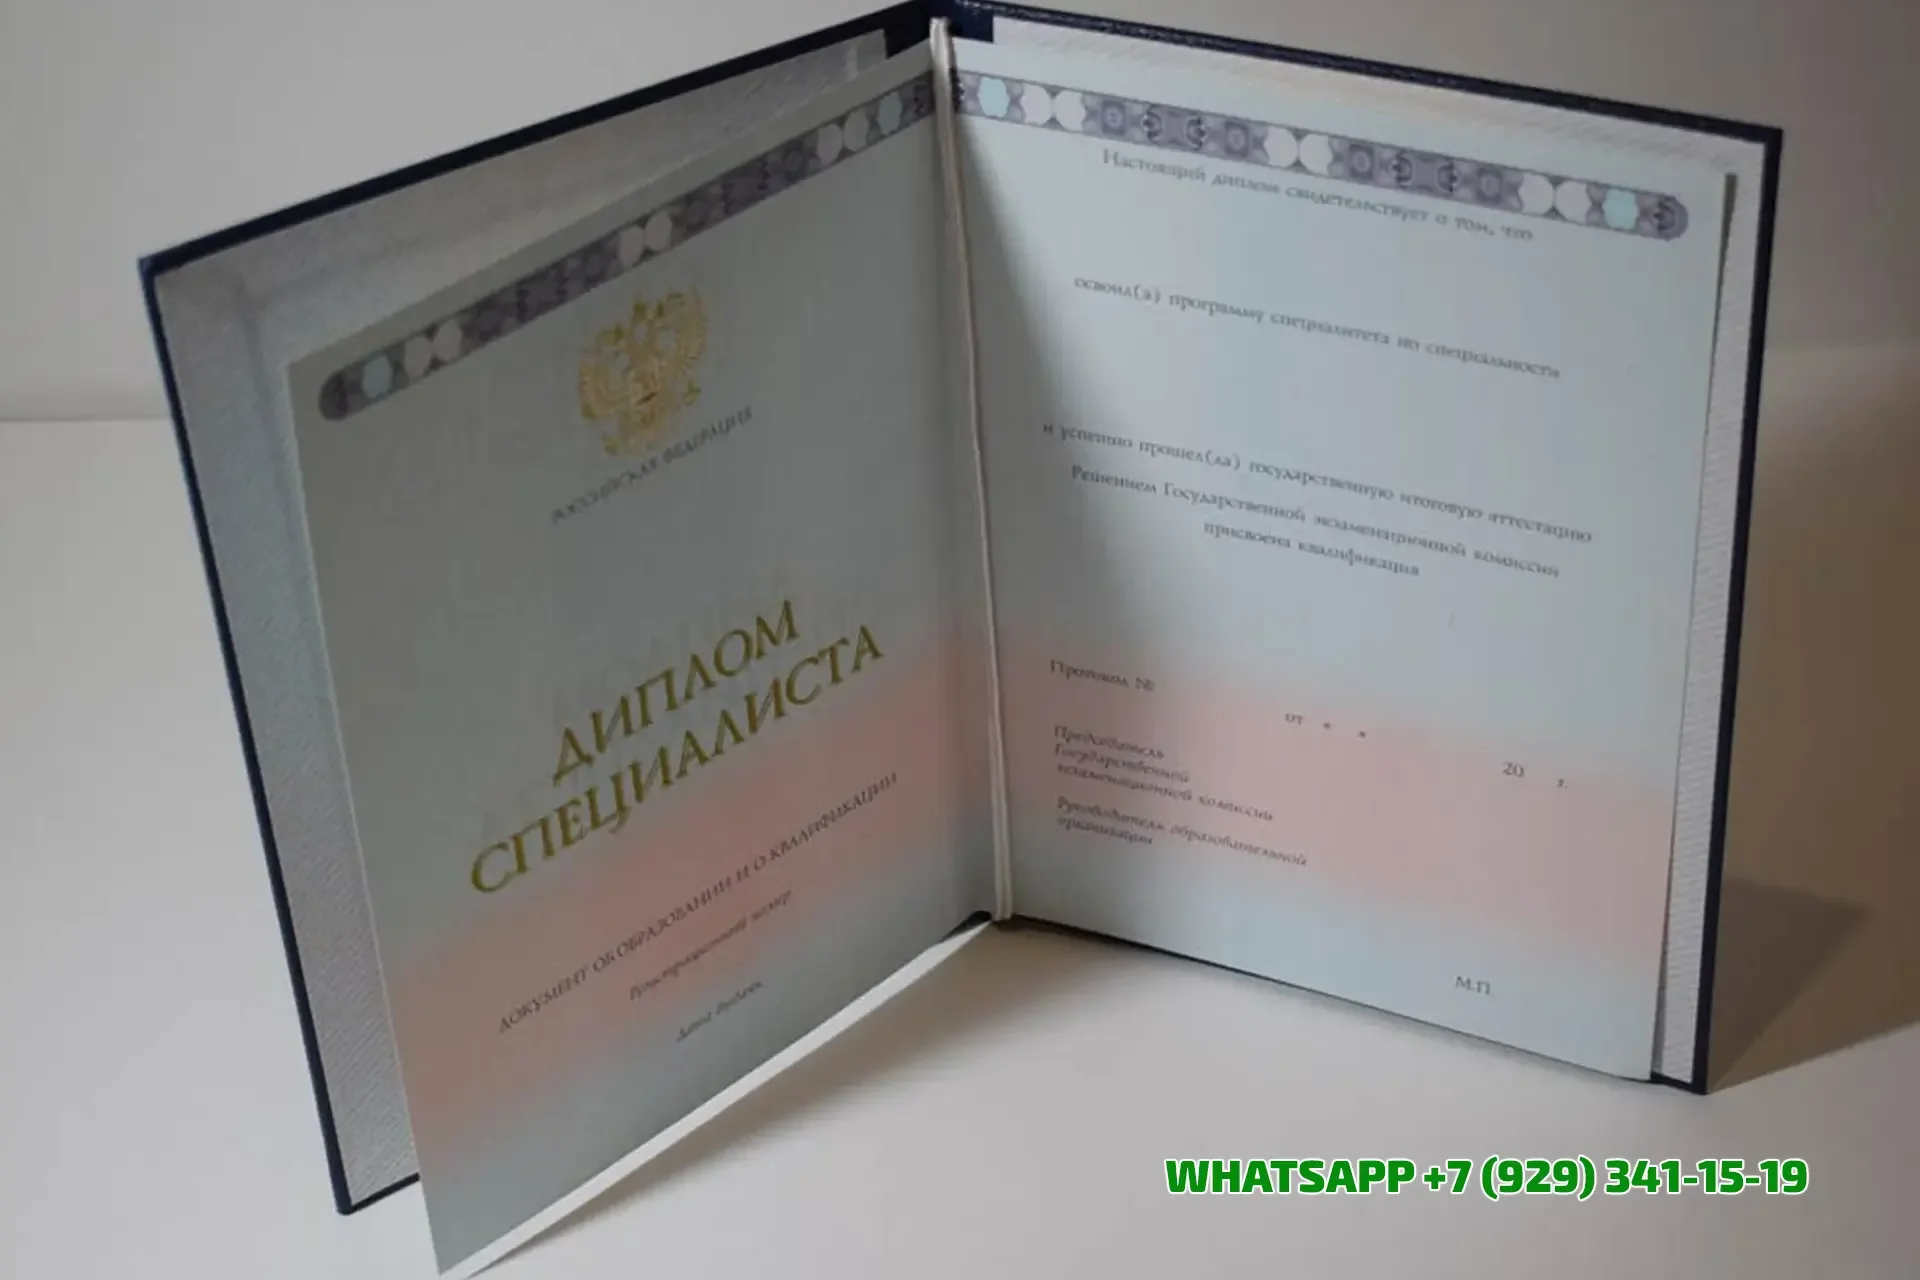 РОССИЙСКАЯ ФЕДЕРАЦИЯ
ДИПЛОМ
СПЕЦИАЛИСТА
ДОКУМЕНТ ОБ ОБРАЗОВАНИИ И О КВАЛИФИКАЦИИ
Регистрационный номер
Дата выдачи
Настоящий диплом свидетельствует о том, что
освоил(а) программу специалитета по специальности
и успешно прошел(ла) государственную итоговую аттестацию
Решением Государственной экзаменационной комиссии
присвоена квалификация
Протокол №
от « »
20 г.
Председатель
Государственной
экзаменационной комиссии
Руководитель образовательной
организации
М.П.
WHATSAPP +7 (929) 341-15-19